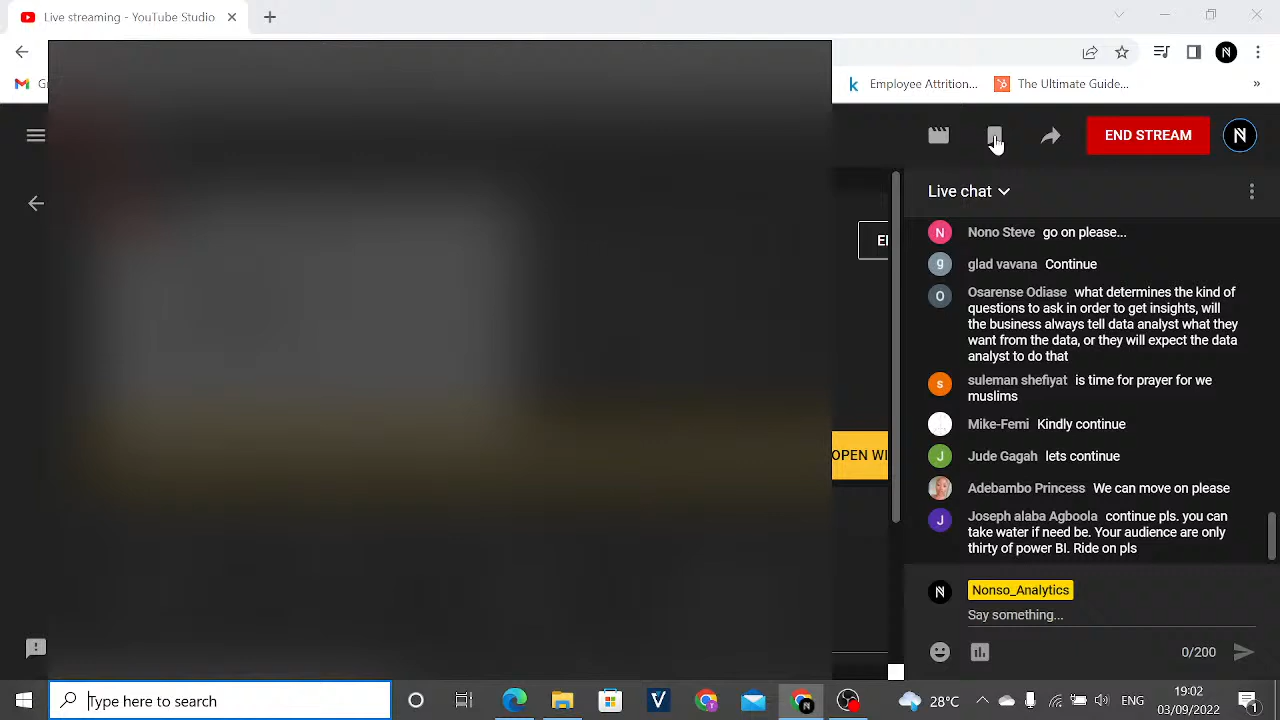 Live streaming - YouTube Studio
G
Employee Attrition...
The Ultimate Guide...
»
END STREAM
N
Live chat
N
Nono Steve go on please...
g
glad vavana Continue
O
Osarense Odiase what determines the kind of
questions to ask in order to get insights, will
the business always tell data analyst what they
want from the data, or they will expect the data
analyst to do that
s
suleman shefiyat is time for prayer for we
muslims
Mike-Femi Kindly continue
J
Jude Gagah lets continue
Adebambo Princess We can move on please
J
Joseph alaba Agboola continue pls. you can
take water if need be. Your audience are only
thirty of power BI. Ride on pls
OPEN WI
Nonso_Analytics
Say something...
0/200
Type here to search
28°C
ENG
19:02
03/09/2022
1